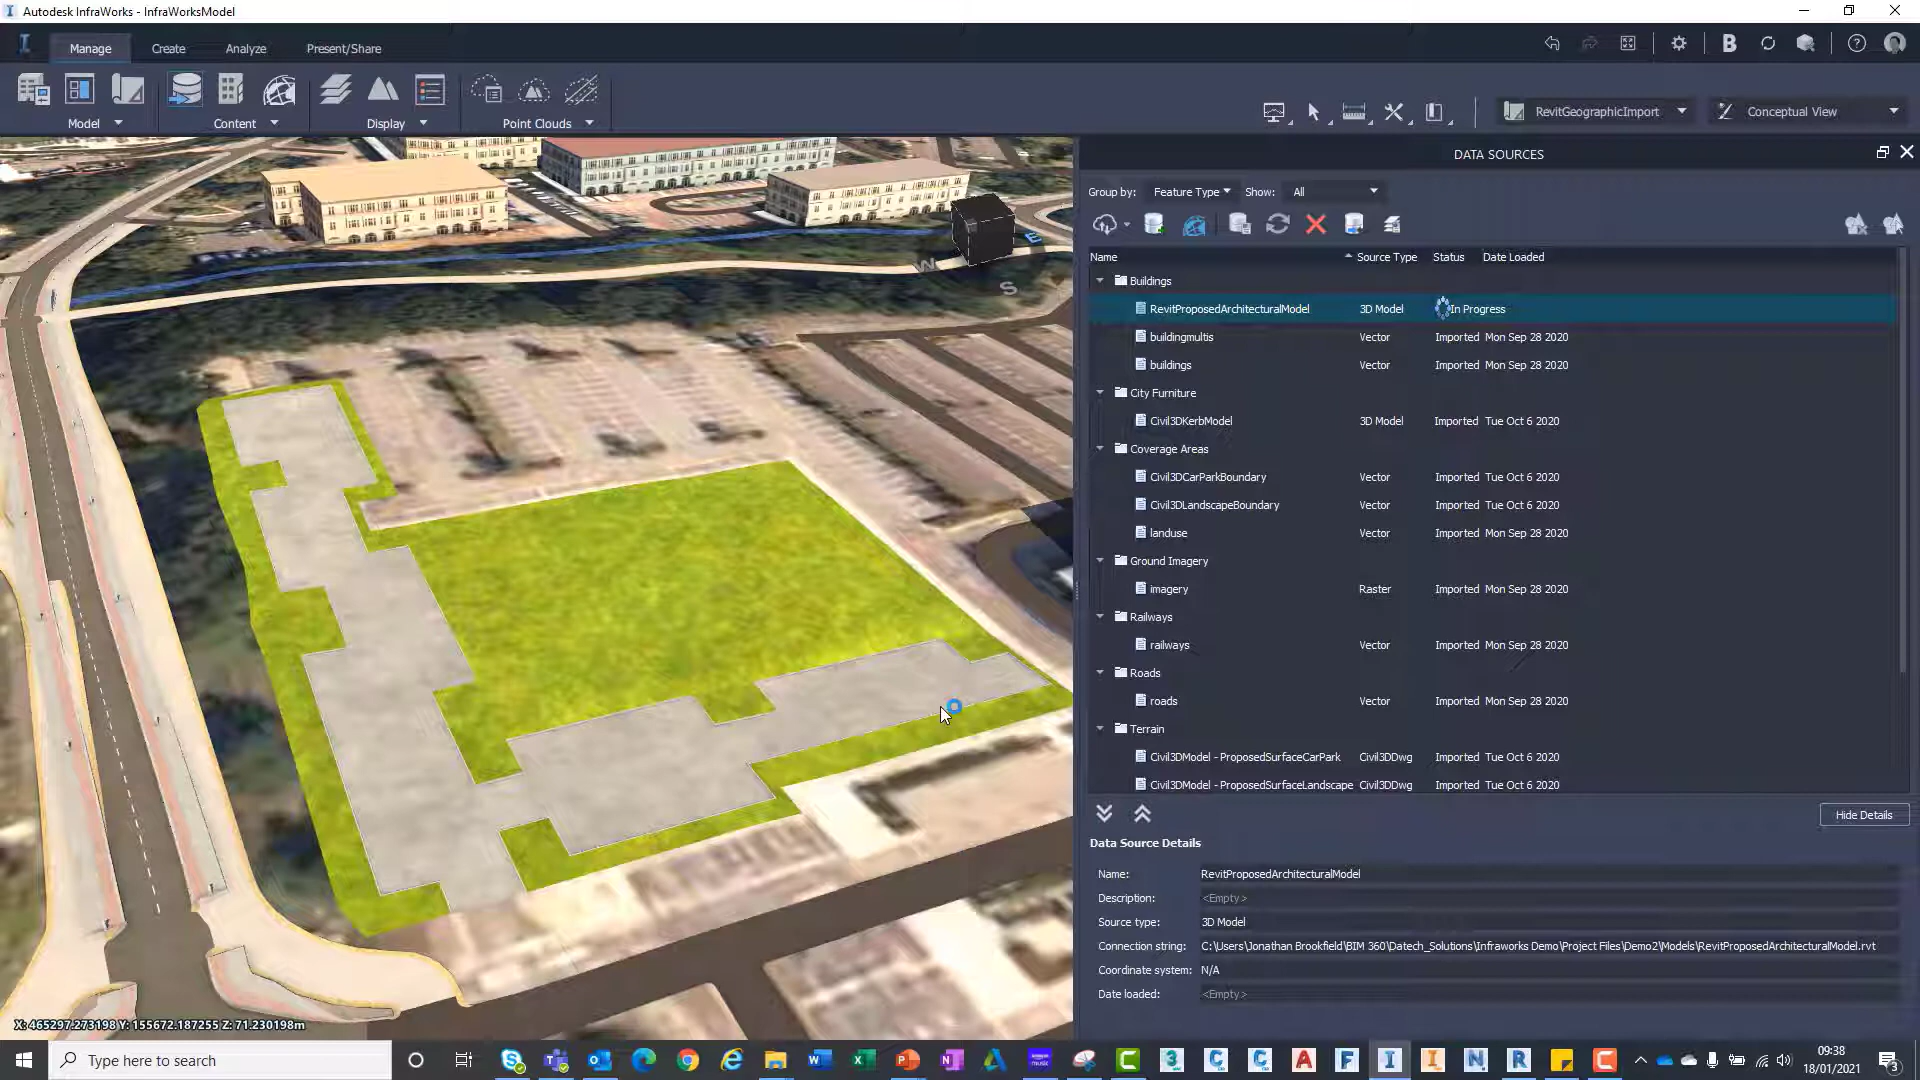 Autodesk InfraWorks - InfraWorksModel
Manage Create Analyze Present/Share
RevitGeographicImport Conceptual View
Model Content Display Point Clouds
DATA SOURCES
Group by: Feature Type Show: All
Name Source Type Status Date Loaded
Buildings
RevitProposedArchitecturalModel 3D Model In Progress
buildingmultis Vector Imported Mon Sep 28 2020
buildings Vector Imported Mon Sep 28 2020
City Furniture
Civil3DKerbModel 3D Model Imported Tue Oct 6 2020
Coverage Areas
Civil3DCarParkBoundary Vector Imported Tue Oct 6 2020
Civil3DLandscapeBoundary Vector Imported Tue Oct 6 2020
landuse Vector Imported Mon Sep 28 2020
Ground Imagery
imagery Raster Imported Mon Sep 28 2020
Railways
railways Vector Imported Mon Sep 28 2020
Roads
roads Vector Imported Mon Sep 28 2020
Terrain
Civil3DModel - ProposedSurfaceCarPark Civil3DDwg Imported Tue Oct 6 2020
Civil3DModel - ProposedSurfaceLandscape Civil3DDwg Imported Tue Oct 6 2020
Hide Details
Data Source Details
Name: RevitProposedArchitecturalModel
Description: <Empty>
Source type: 3D Model
Connection string: C:\Users\Jonathan Brookfield\BIM 360\Datech_Solutions\Infraworks Demo\Project Files\Demo2\Models\RevitProposedArchitecturalModel.rvt
Coordinate system: N/A
Date loaded: <Empty>
W E
S
X: 465297.273198 Y: 155672.187255 Z: 71.230198m
Type here to search
09:38
18/01/2021
3